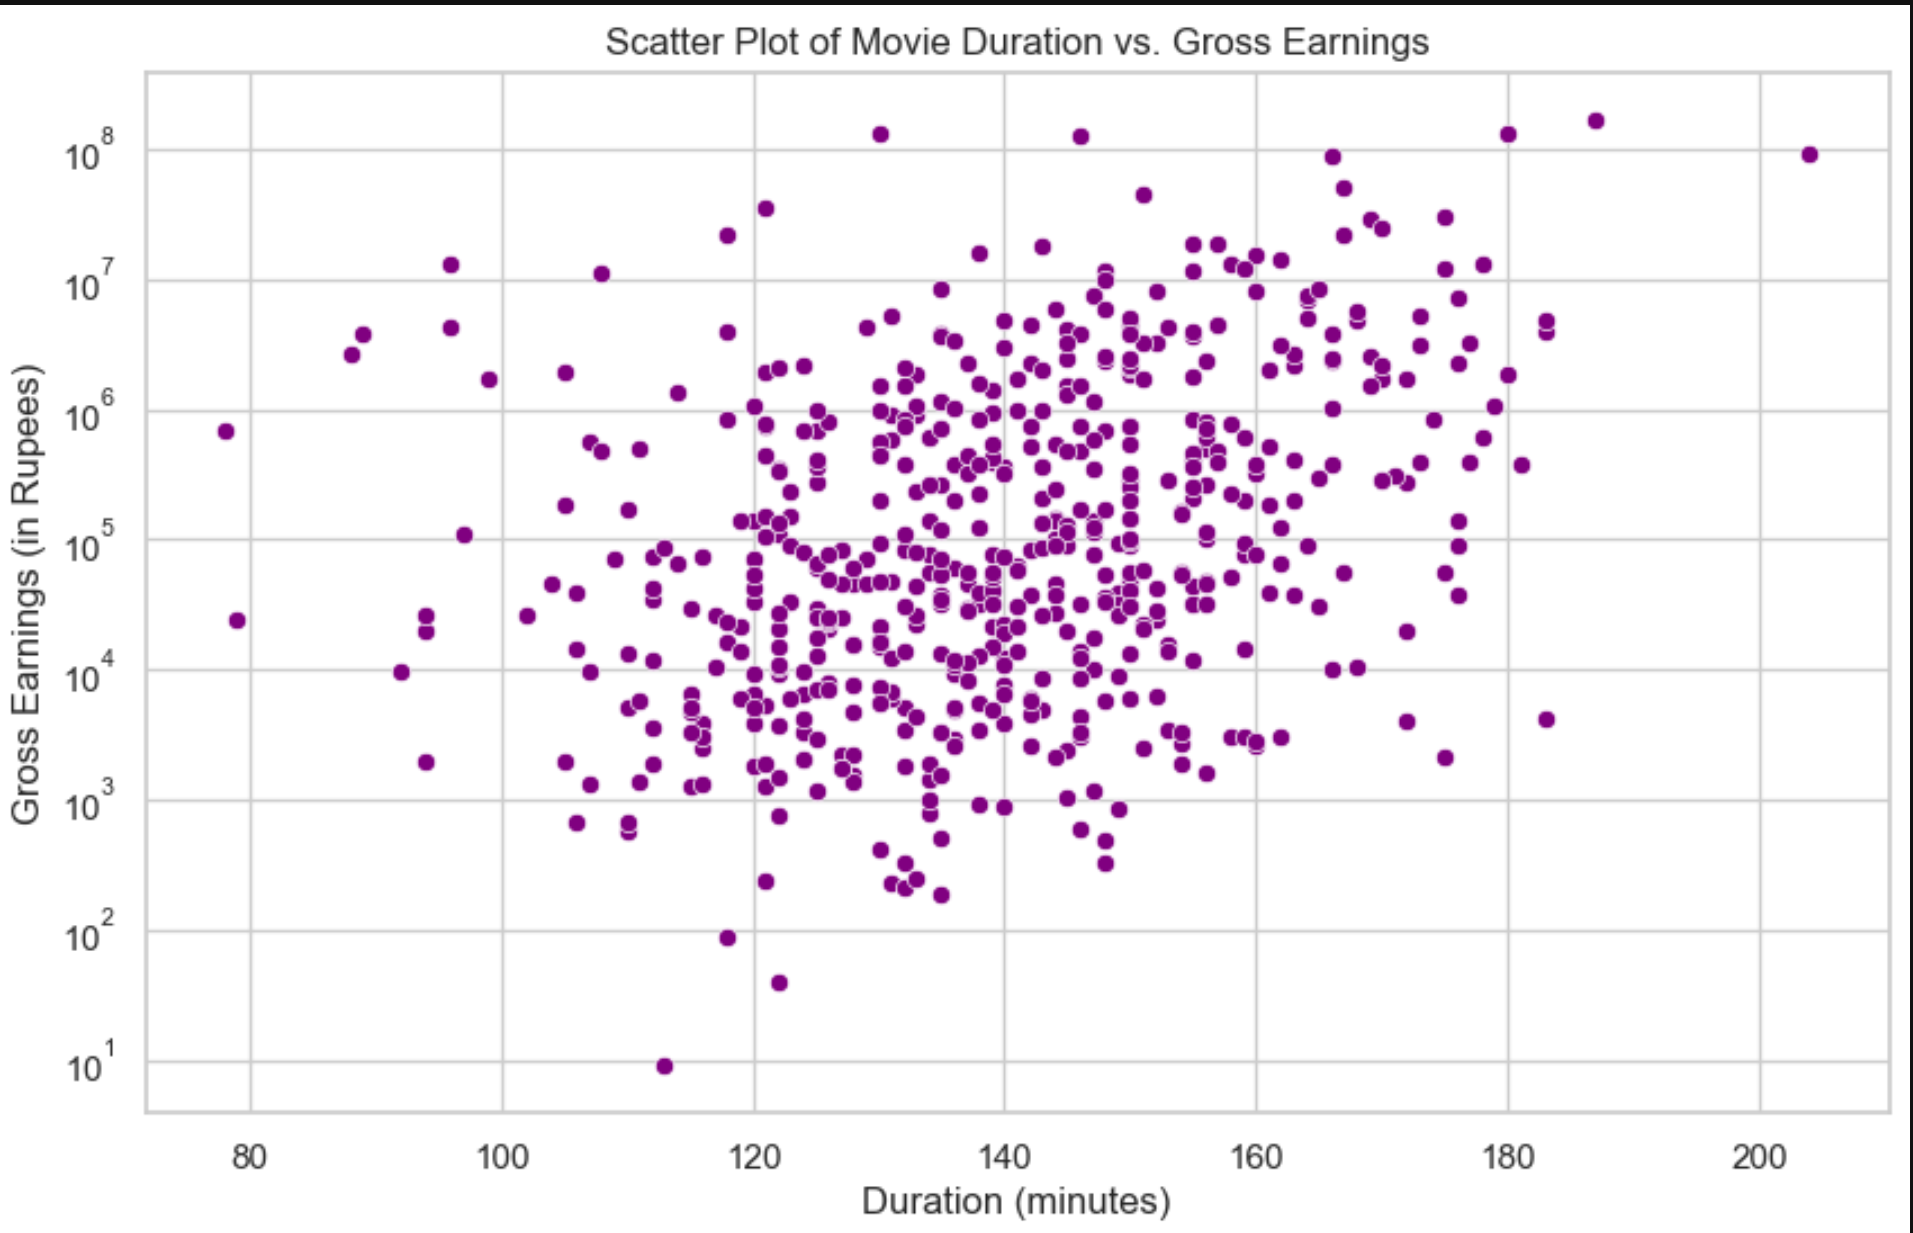 Scatter Plot of Movie Duration vs. Gross Earnings
Gross Earnings (in Rupees)
10^8
10^7
10^6
10^5
10^4
10^3
10^2
10^1
80 100 120 140 160 180 200
Duration (minutes)